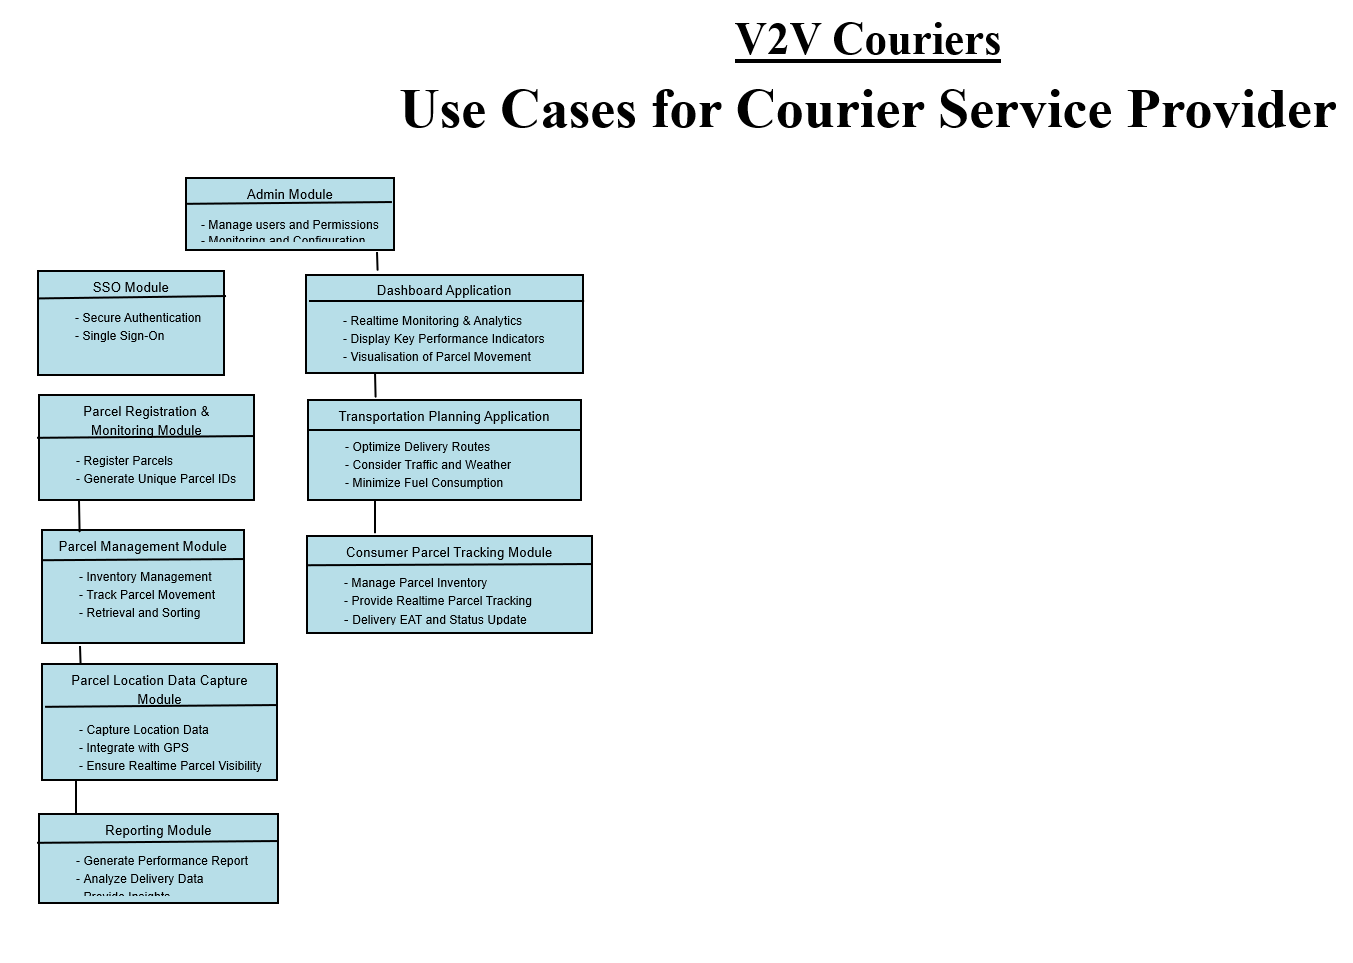 V2V Couriers
Use Cases for Courier Service Provider
Admin Module
- Manage users and Permissions
- Monitoring and Configuration
SSO Module
- Secure Authentication
- Single Sign-On
Dashboard Application
- Realtime Monitoring & Analytics
- Display Key Performance Indicators
- Visualisation of Parcel Movement
Parcel Registration &
Monitoring Module
- Register Parcels
- Generate Unique Parcel IDs
Transportation Planning Application
- Optimize Delivery Routes
- Consider Traffic and Weather
- Minimize Fuel Consumption
Parcel Management Module
- Inventory Management
- Track Parcel Movement
- Retrieval and Sorting
Consumer Parcel Tracking Module
- Manage Parcel Inventory
- Provide Realtime Parcel Tracking
- Delivery EAT and Status Update
Parcel Location Data Capture
Module
- Capture Location Data
- Integrate with GPS
- Ensure Realtime Parcel Visibility
Reporting Module
- Generate Performance Report
- Analyze Delivery Data
- Provide Insights